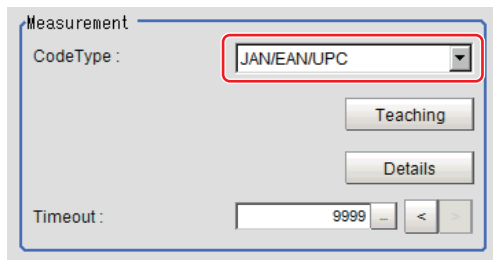 Measurement
CodeType : JAN/EAN/UPC
Teaching
Details
Timeout : 9999 ... < >